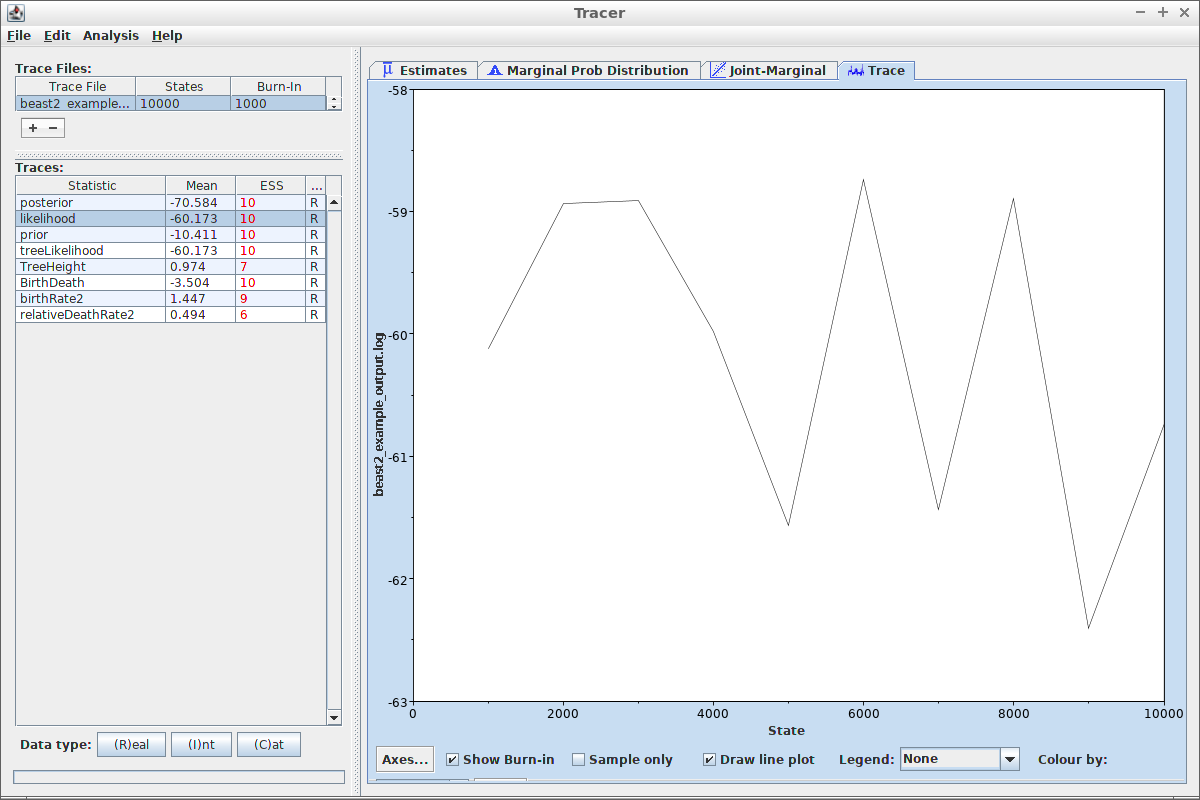 Tracer
File Edit Analysis Help
Trace Files:
Trace File States Burn-In
beast2_example... 10000 1000
+ −
Traces:
Statistic Mean ESS ...
posterior -70.584 10 R
likelihood -60.173 10 R
prior -10.411 10 R
treeLikelihood -60.173 10 R
TreeHeight 0.974 7 R
BirthDeath -3.504 10 R
birthRate2 1.447 9 R
relativeDeathRate2 0.494 6 R
Data type: (R)eal (I)nt (C)at
μ Estimates Marginal Prob Distribution Joint-Marginal Trace
-58
-59
-60
-61
-62
-63
beast2_example_output.log
0 2000 4000 6000 8000 10000
State
Axes... Show Burn-in Sample only Draw line plot Legend: None Colour by: